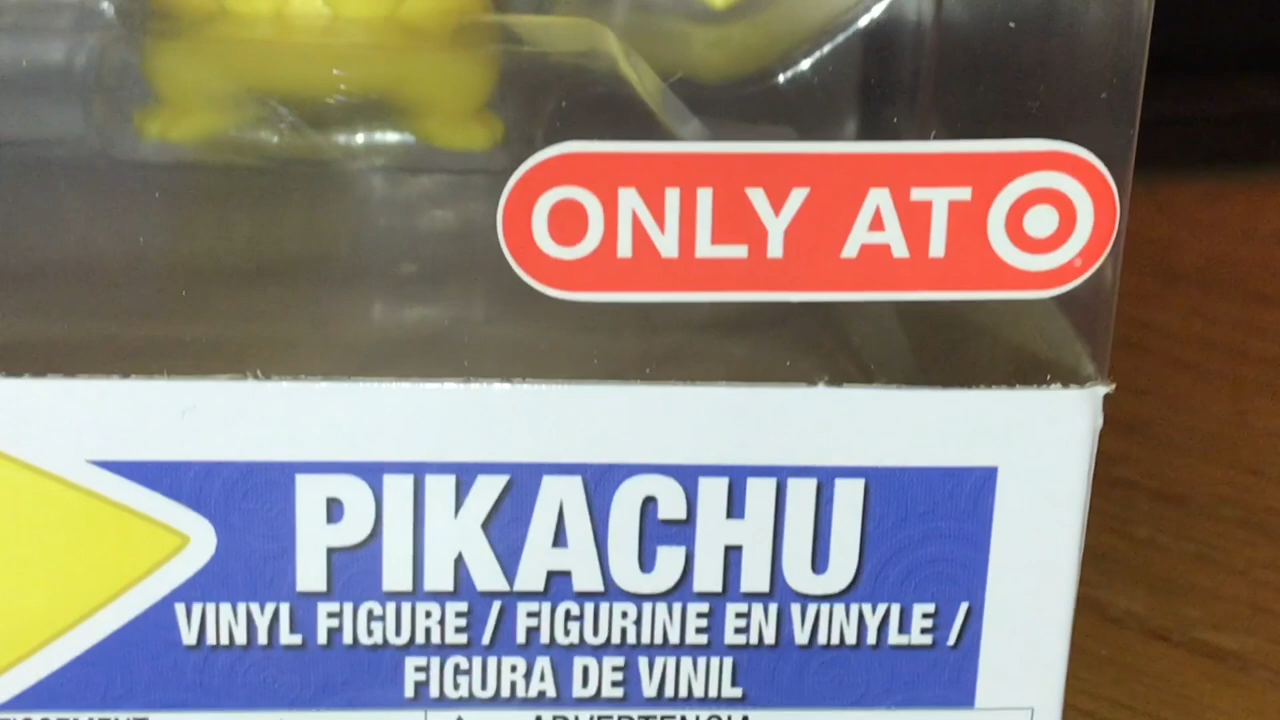 ONLY AT
PIKACHU
VINYL FIGURE / FIGURINE EN VINYLE /
FIGURA DE VINIL
ADVERTENCIA